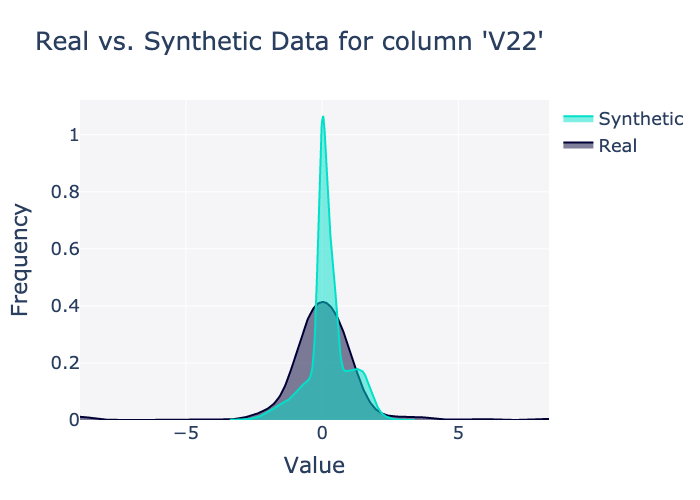 Real vs. Synthetic Data for column 'V22'
Synthetic
Real
1
0.8
0.6
0.4
0.2
0
Frequency
−5
0
5
Value